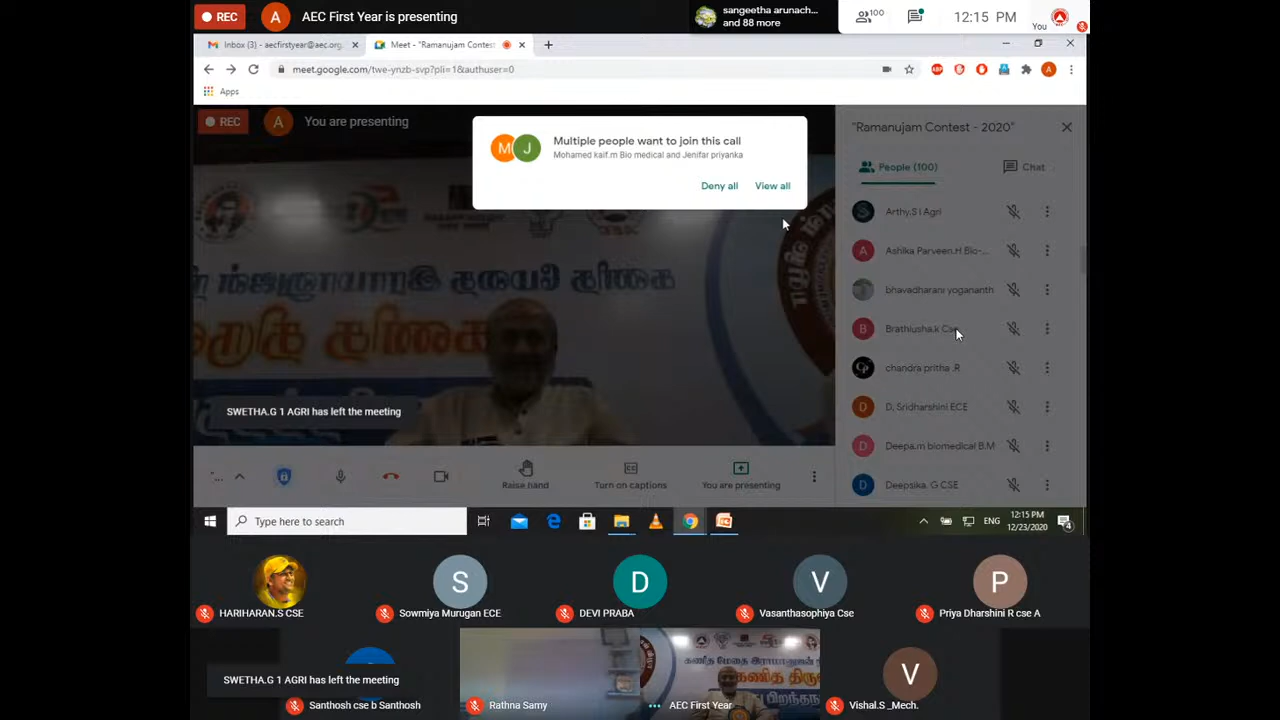 REC
A
AEC First Year is presenting
sangeetha arunach...
and 88 more
100
12:15 PM
You
Inbox (3) - aecfirstyear@aec.org.
Meet - "Ramanujam Contest
meet.google.com/twe-ynzb-svp?pli=1&authuser=0
ABP
A
Apps
REC
A
You are presenting
M
J
Multiple people want to join this call
Mohamed kaif.m Bio medical and Jenifar priyanka
Deny all
View all
"Ramanujam Contest - 2020"
People (100)
Chat
Arthy.S I Agri
A
Ashika Parveen.H Bio-...
bhavadharani yogananth
B
Brathiusha.k Cse
chandra pritha .R
D
D. Sridharshini ECE
D
Deepa.m biomedical B.M
D
Deepsika. G CSE
SWETHA.G 1 AGRI has left the meeting
"...
Raise hand
Turn on captions
You are presenting
Type here to search
ENG
12:15 PM
12/23/2020
4
HARIHARAN.S CSE
S
Sowmiya Murugan ECE
D
DEVI PRABA
V
Vasanthasophiya Cse
P
Priya Dharshini R cse A
SWETHA.G 1 AGRI has left the meeting
Santhosh cse b Santhosh
Rathna Samy
AEC First Year
V
Vishal.S _Mech.